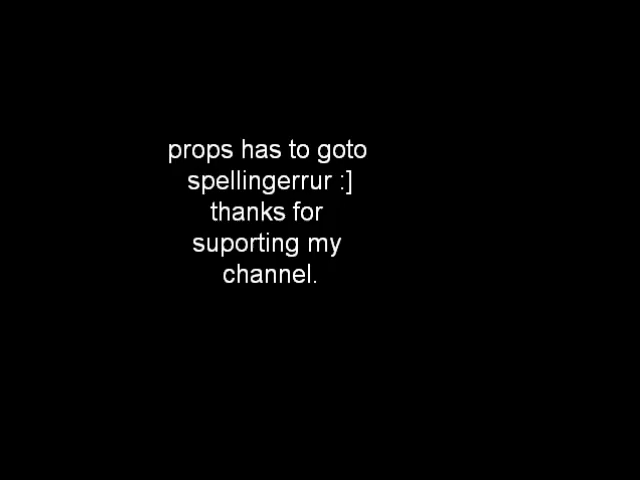 props has to goto
spellingerrur :]
thanks for
suporting my
channel.